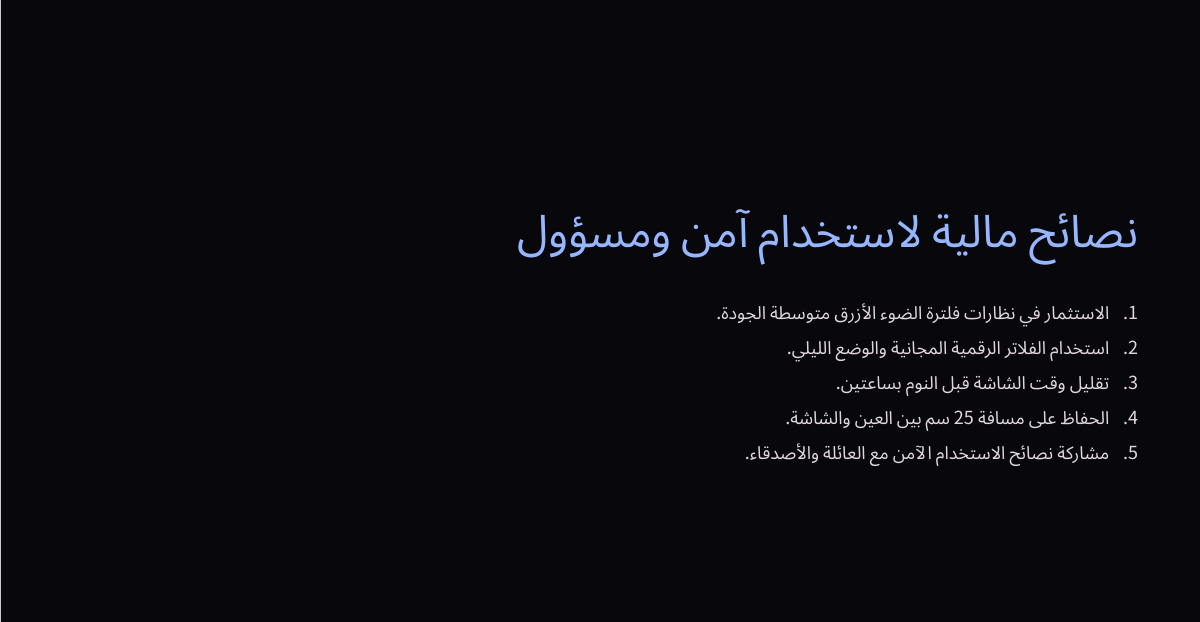 نصائح مالية لاستخدام آمن ومسؤول
1. الاستثمار في نظارات فلترة الضوء الأزرق متوسطة الجودة.
2. استخدام الفلاتر الرقمية المجانية والوضع الليلي.
3. تقليل وقت الشاشة قبل النوم بساعتين.
4. الحفاظ على مسافة 25 سم بين العين والشاشة.
5. مشاركة نصائح الاستخدام الآمن مع العائلة والأصدقاء.